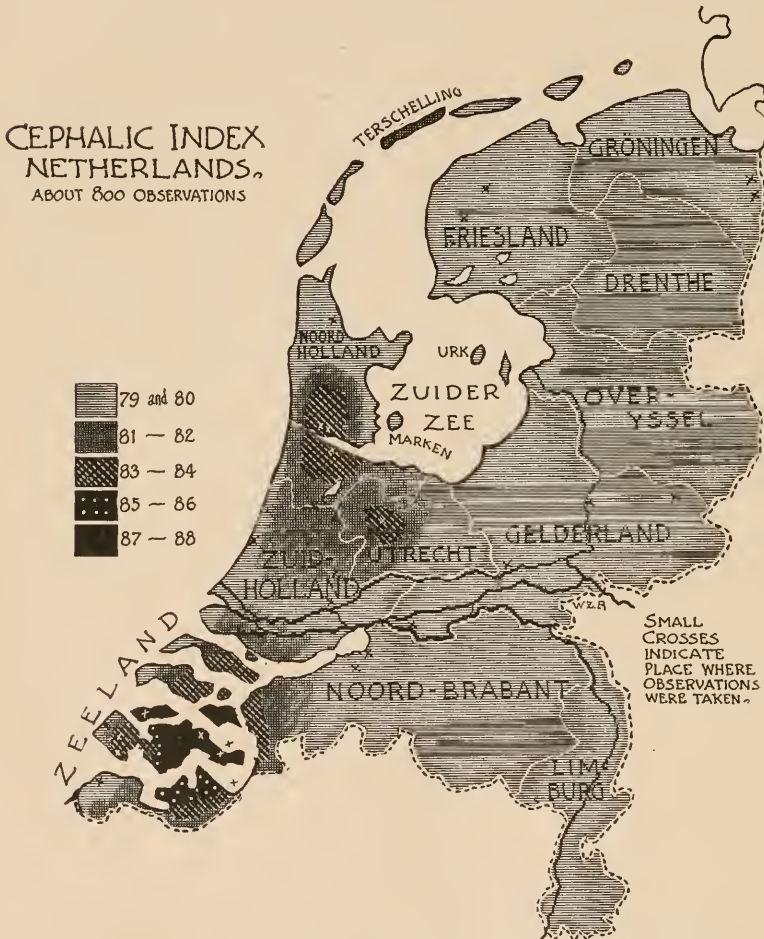 CEPHALIC INDEX
NETHERLANDS.
ABOUT 800 OBSERVATIONS
TERSCHELLING
GRÖNINGEN
FRIESLAND
DRENTHE
NOORD
HOLLAND
URK
ZUIDER
ZEE
MARKEN
OVER-
YSSEL
79 and 80
81 — 82
83 — 84
85 — 86
87 — 88
GELDERLAND
UTRECHT
ZUID-
HOLLAND
W.Z.R.
ZEELAND
SMALL
CROSSES
INDICATE
PLACE WHERE
OBSERVATIONS
WERE TAKEN.
NOORD-BRABANT
LIM-
BURG